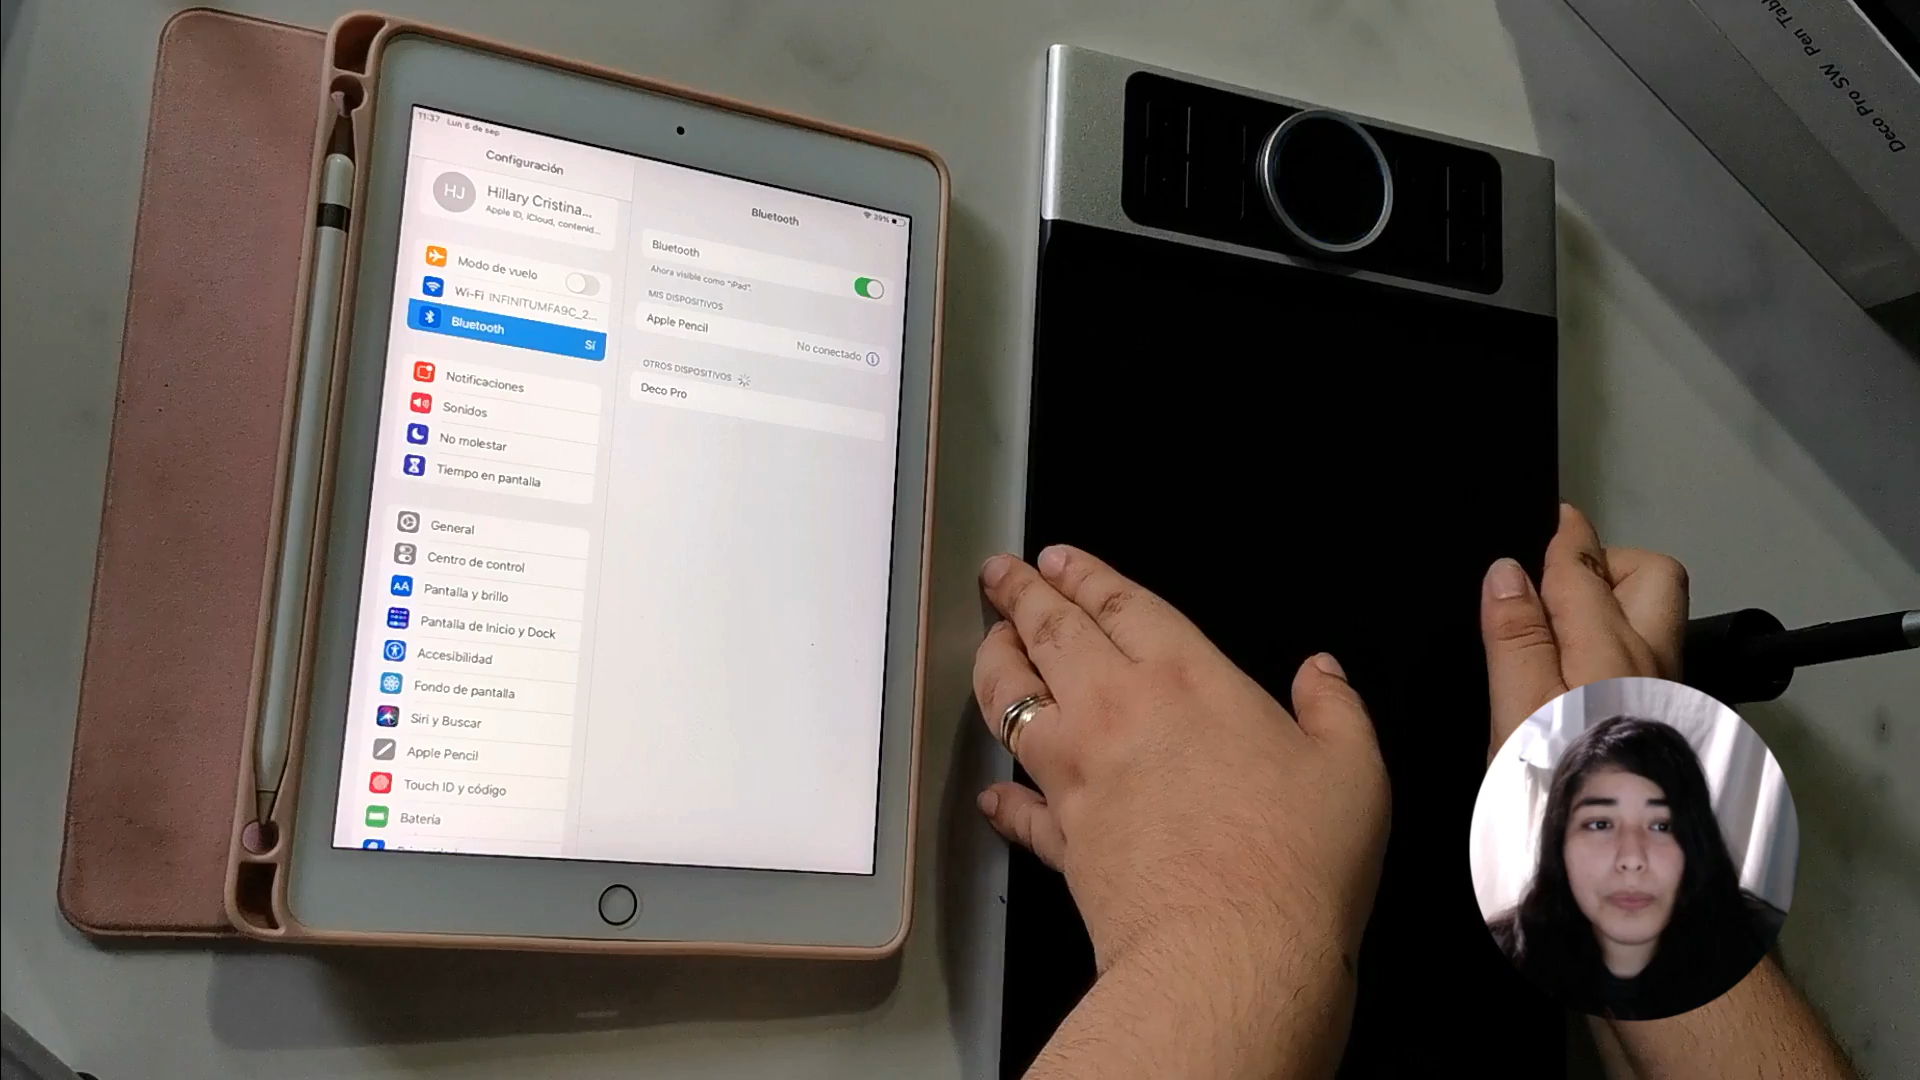 11:37 Lun 6 de sep
39%
Configuración
HJ
Hillary Cristina...
Apple ID, iCloud, contenid...
Modo de vuelo
Wi-Fi INFINITUMFA9C_2...
Bluetooth Sí
Notificaciones
Sonidos
No molestar
Tiempo en pantalla
General
Centro de control
AA Pantalla y brillo
Pantalla de Inicio y Dock
Accesibilidad
Fondo de pantalla
Siri y Buscar
Apple Pencil
Touch ID y código
Batería
Bluetooth
Bluetooth
Ahora visible como "iPad".
MIS DISPOSITIVOS
Apple Pencil
No conectado
OTROS DISPOSITIVOS
Deco Pro
Deco Pro SW Pen Tabl